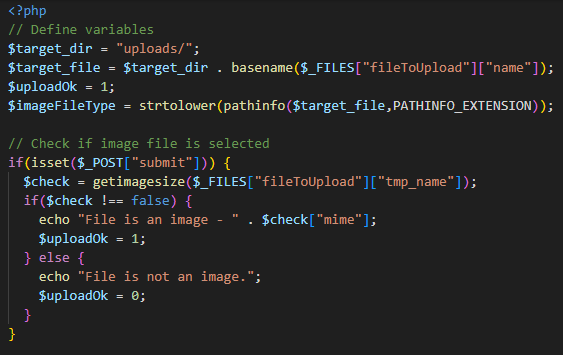 <?php
// Define variables
$target_dir = "uploads/";
$target_file = $target_dir . basename($_FILES["fileToUpload"]["name"]);
$uploadOk = 1;
$imageFileType = strtolower(pathinfo($target_file,PATHINFO_EXTENSION));

// Check if image file is selected
if(isset($_POST["submit"])) {
  $check = getimagesize($_FILES["fileToUpload"]["tmp_name"]);
  if($check !== false) {
    echo "File is an image - " . $check["mime"];
    $uploadOk = 1;
  } else {
    echo "File is not an image.";
    $uploadOk = 0;
  }
}